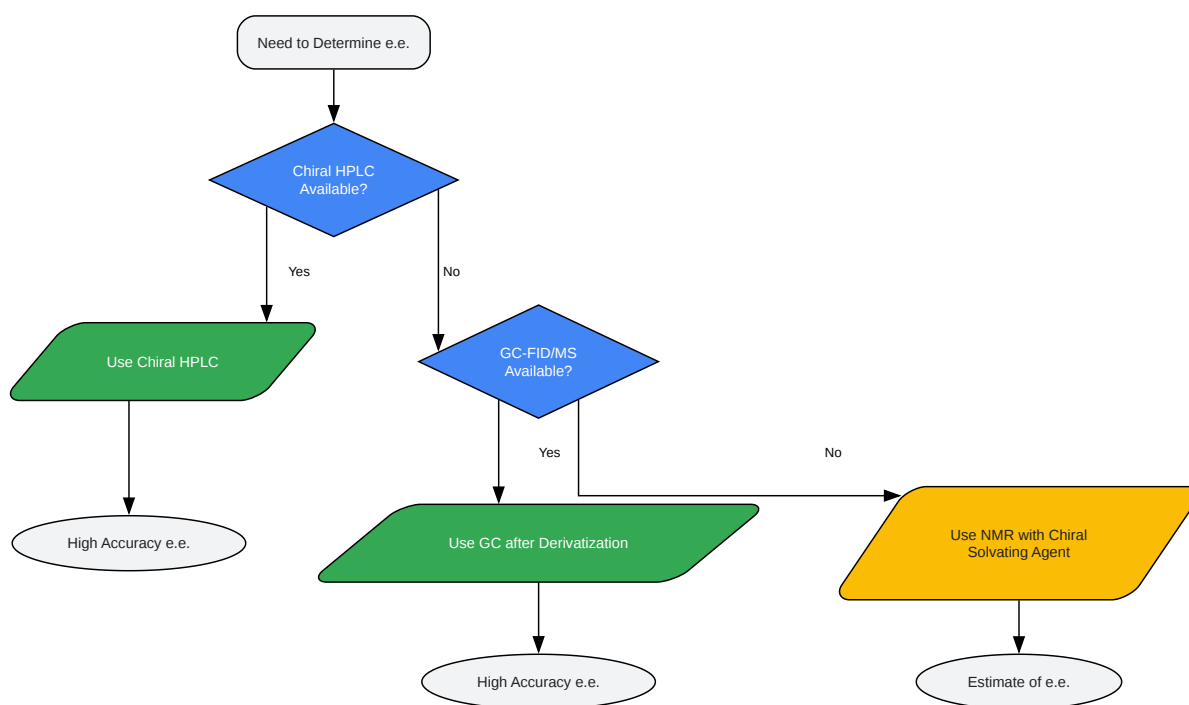 Need to Determine e.e.
Chiral HPLC
Available?
Yes
No
Use Chiral HPLC
GC-FID/MS
Available?
Yes
No
High Accuracy e.e.
Use GC after Derivatization
Use NMR with Chiral
Solvating Agent
High Accuracy e.e.
Estimate of e.e.